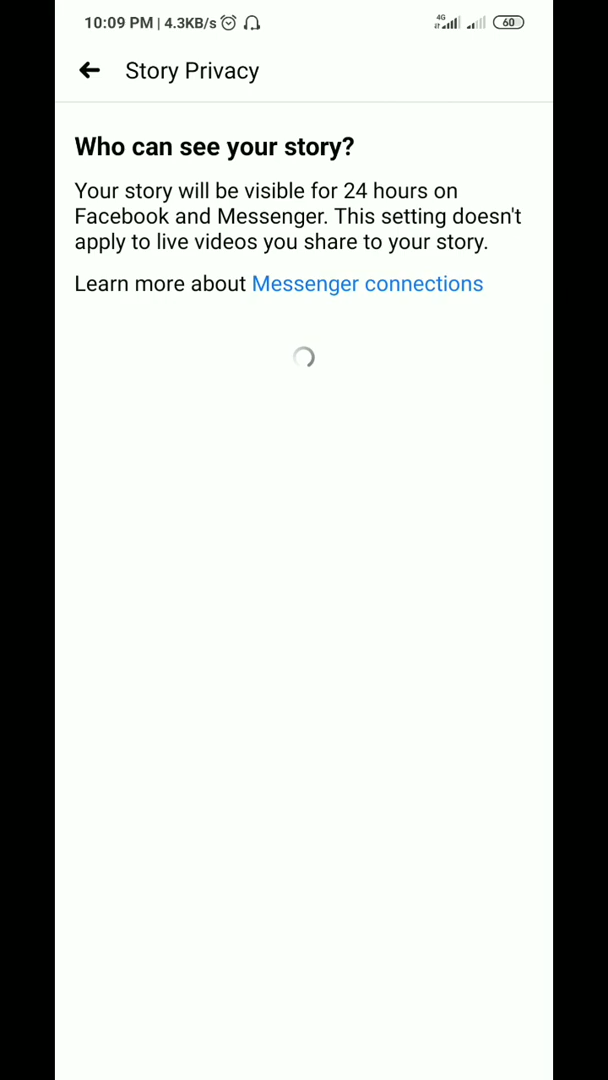 10:09 PM | 4.3KB/s 4G 60
Story Privacy
Who can see your story?
Your story will be visible for 24 hours on
Facebook and Messenger. This setting doesn't
apply to live videos you share to your story.
Learn more about Messenger connections